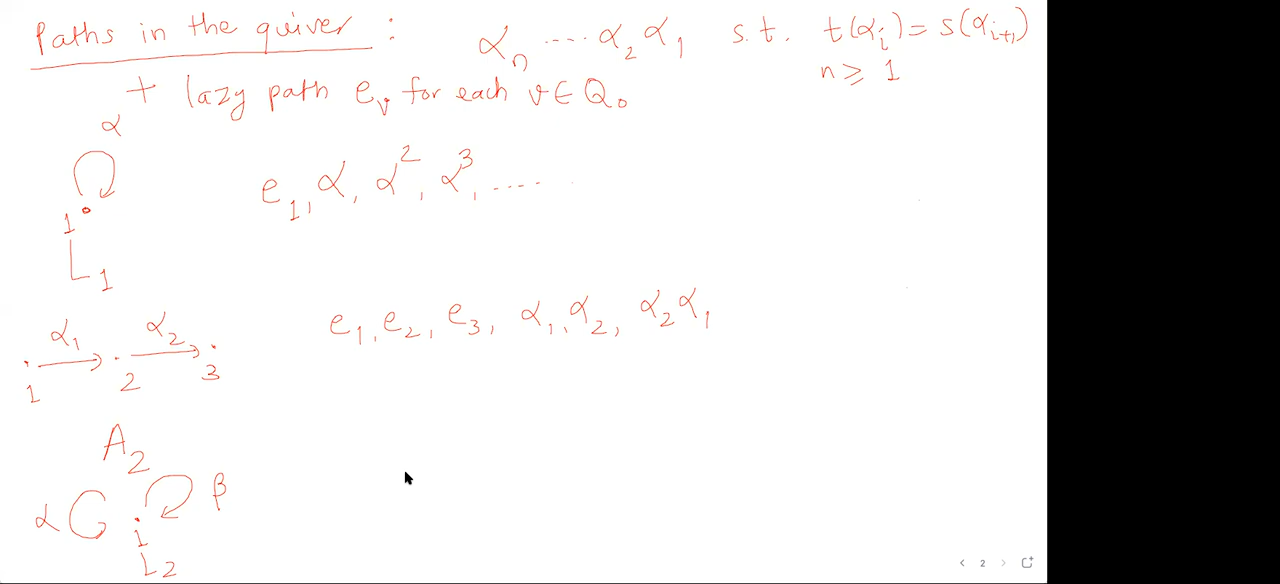 Paths in the quiver : αₙ ---- α₂ α₁ s.t. t(αᵢ) = s(αᵢ₊₁)
n ≥ 1
+ lazy path eᵥ for each v ∈ Q₀
α
e₁, α, α², α³, -----
1
L₁
α₁ α₂
e₁, e₂, e₃, α₁, α₂, α₂α₁
1 2 3
A₂
α β
1
L₂
2